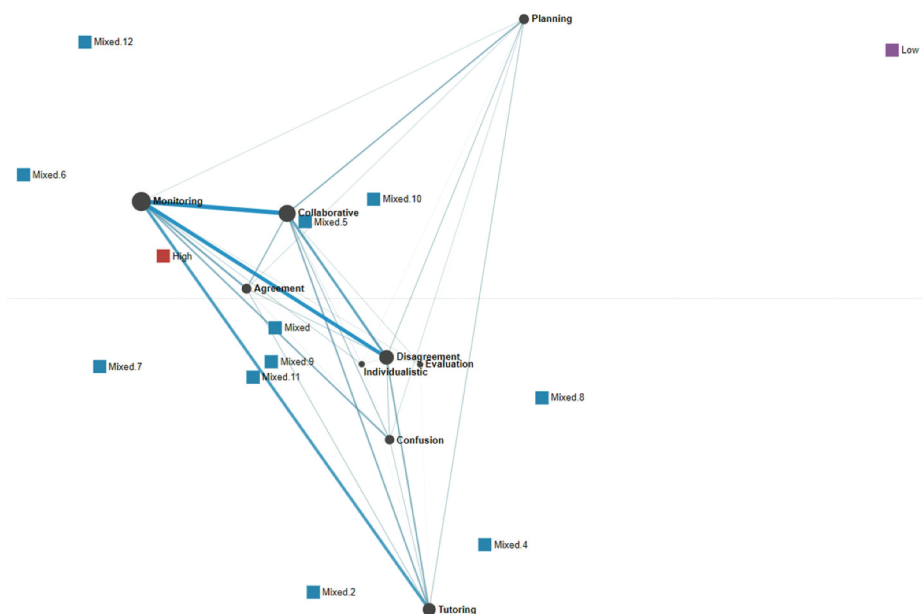 Planning
Mixed.12
Low
Mixed.6
Monitoring
Mixed.10
Collaborative
Mixed.5
High
Agreement
Mixed
Disagreement
Mixed.9
Evaluation
Mixed.7
Individualistic
Mixed.11
Mixed.8
Confusion
Mixed.4
Mixed.2
Tutoring